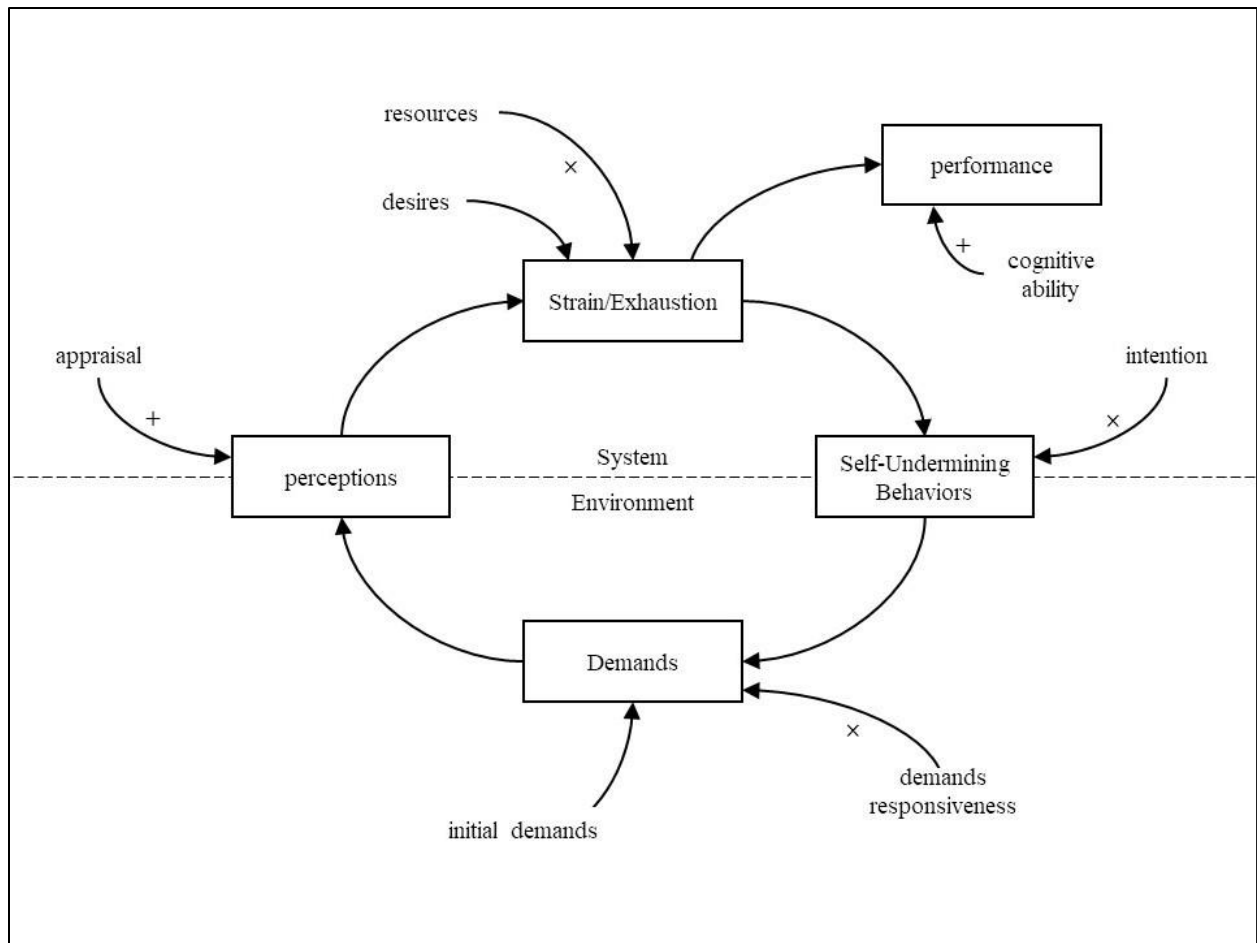 resources
×
performance
desires
+
cognitive
ability
Strain/Exhaustion
appraisal
intention
+
×
System
perceptions
Self-Undermining
Behaviors
Environment
Demands
×
demands
responsiveness
initial demands